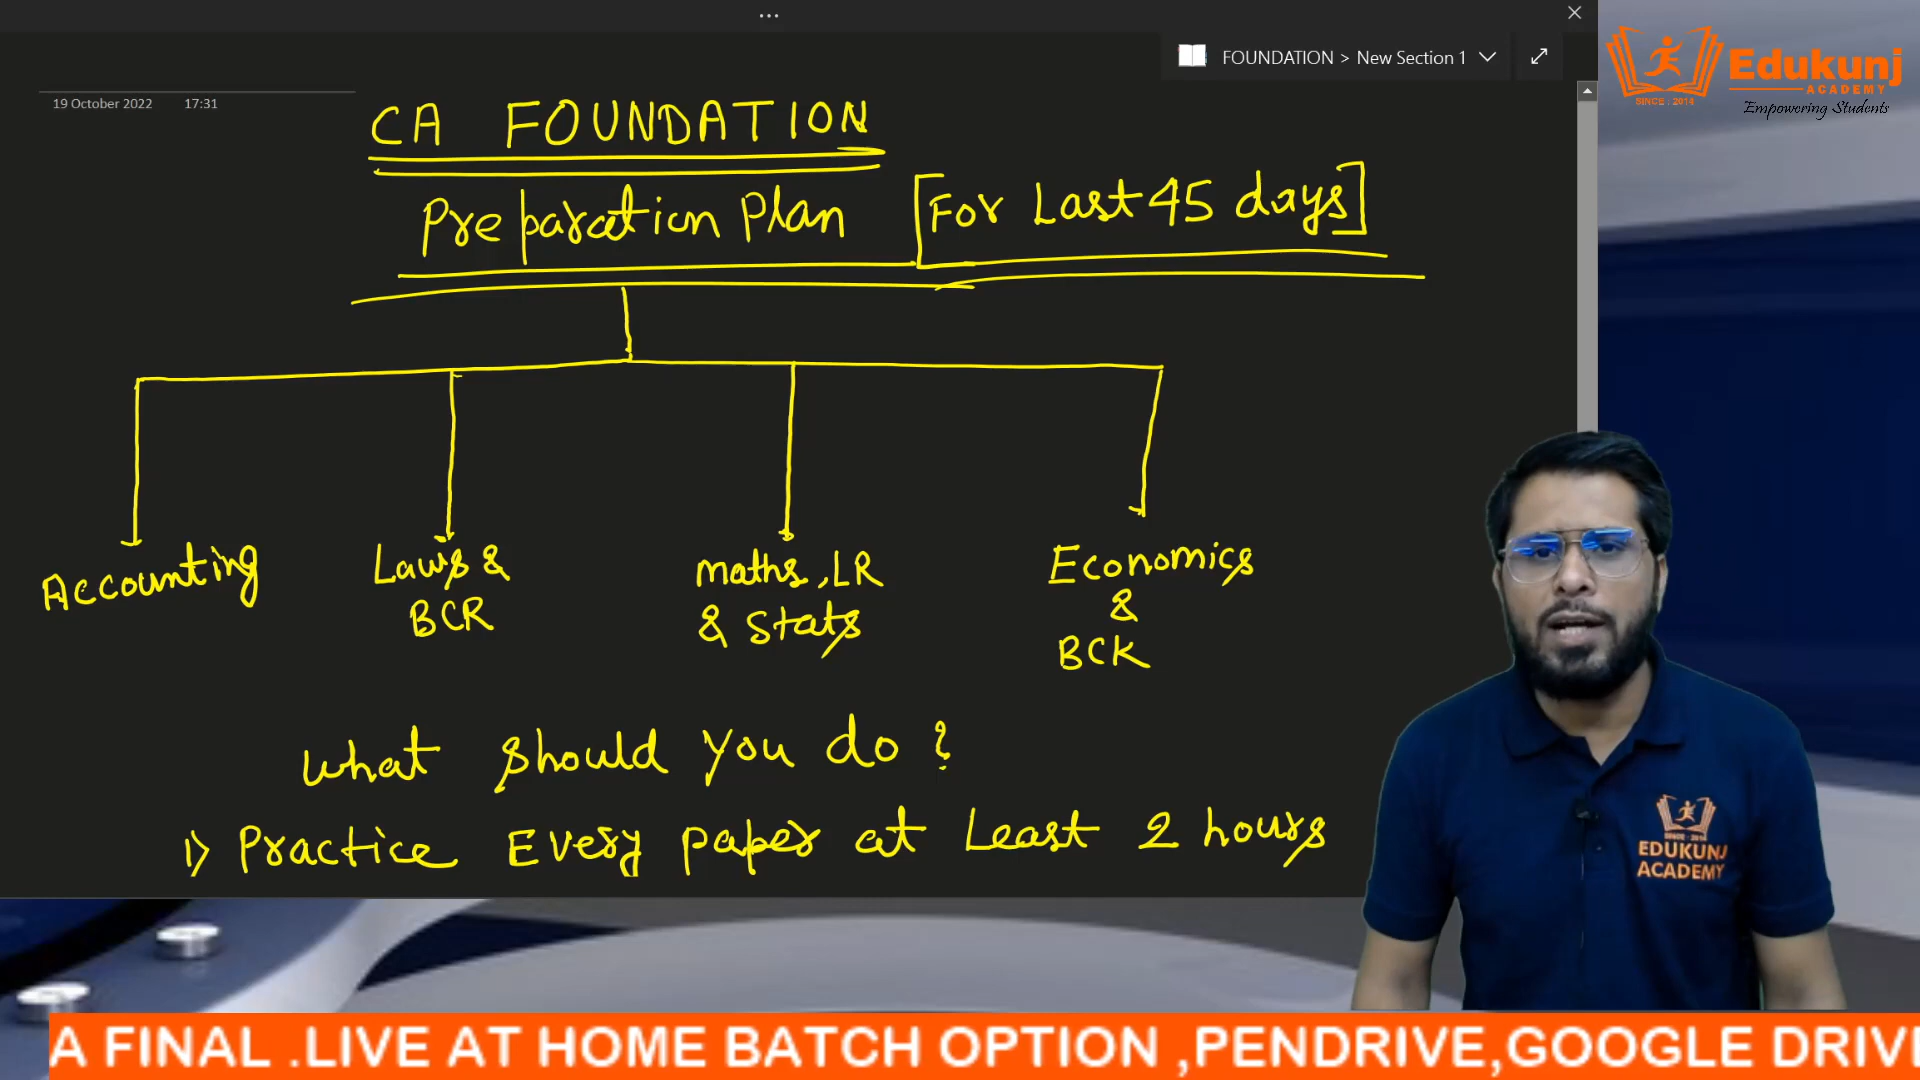 FOUNDATION > New Section 1
Edukunj
ACADEMY
SINCE : 2014
Empowering Students
19 October 2022 17:31
CA FOUNDATION
Preparation Plan [For Last 45 days]
Accounting
Laws &
BCR
Maths, LR
& Stats
Economics
&
BCK
What should you do ?
1) Practice Every paper at Least 2 hours
SINCE : 2014
EDUKUNJ
ACADEMY
A FINAL .LIVE AT HOME BATCH OPTION ,PENDRIVE,GOOGLE DRIV